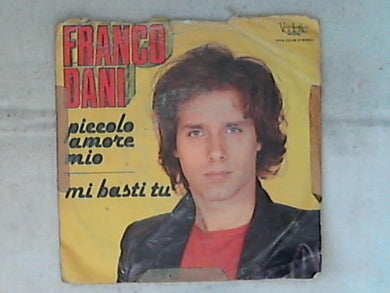 FRANCO
DANI
piccolo
amore
mio
mi basti tu